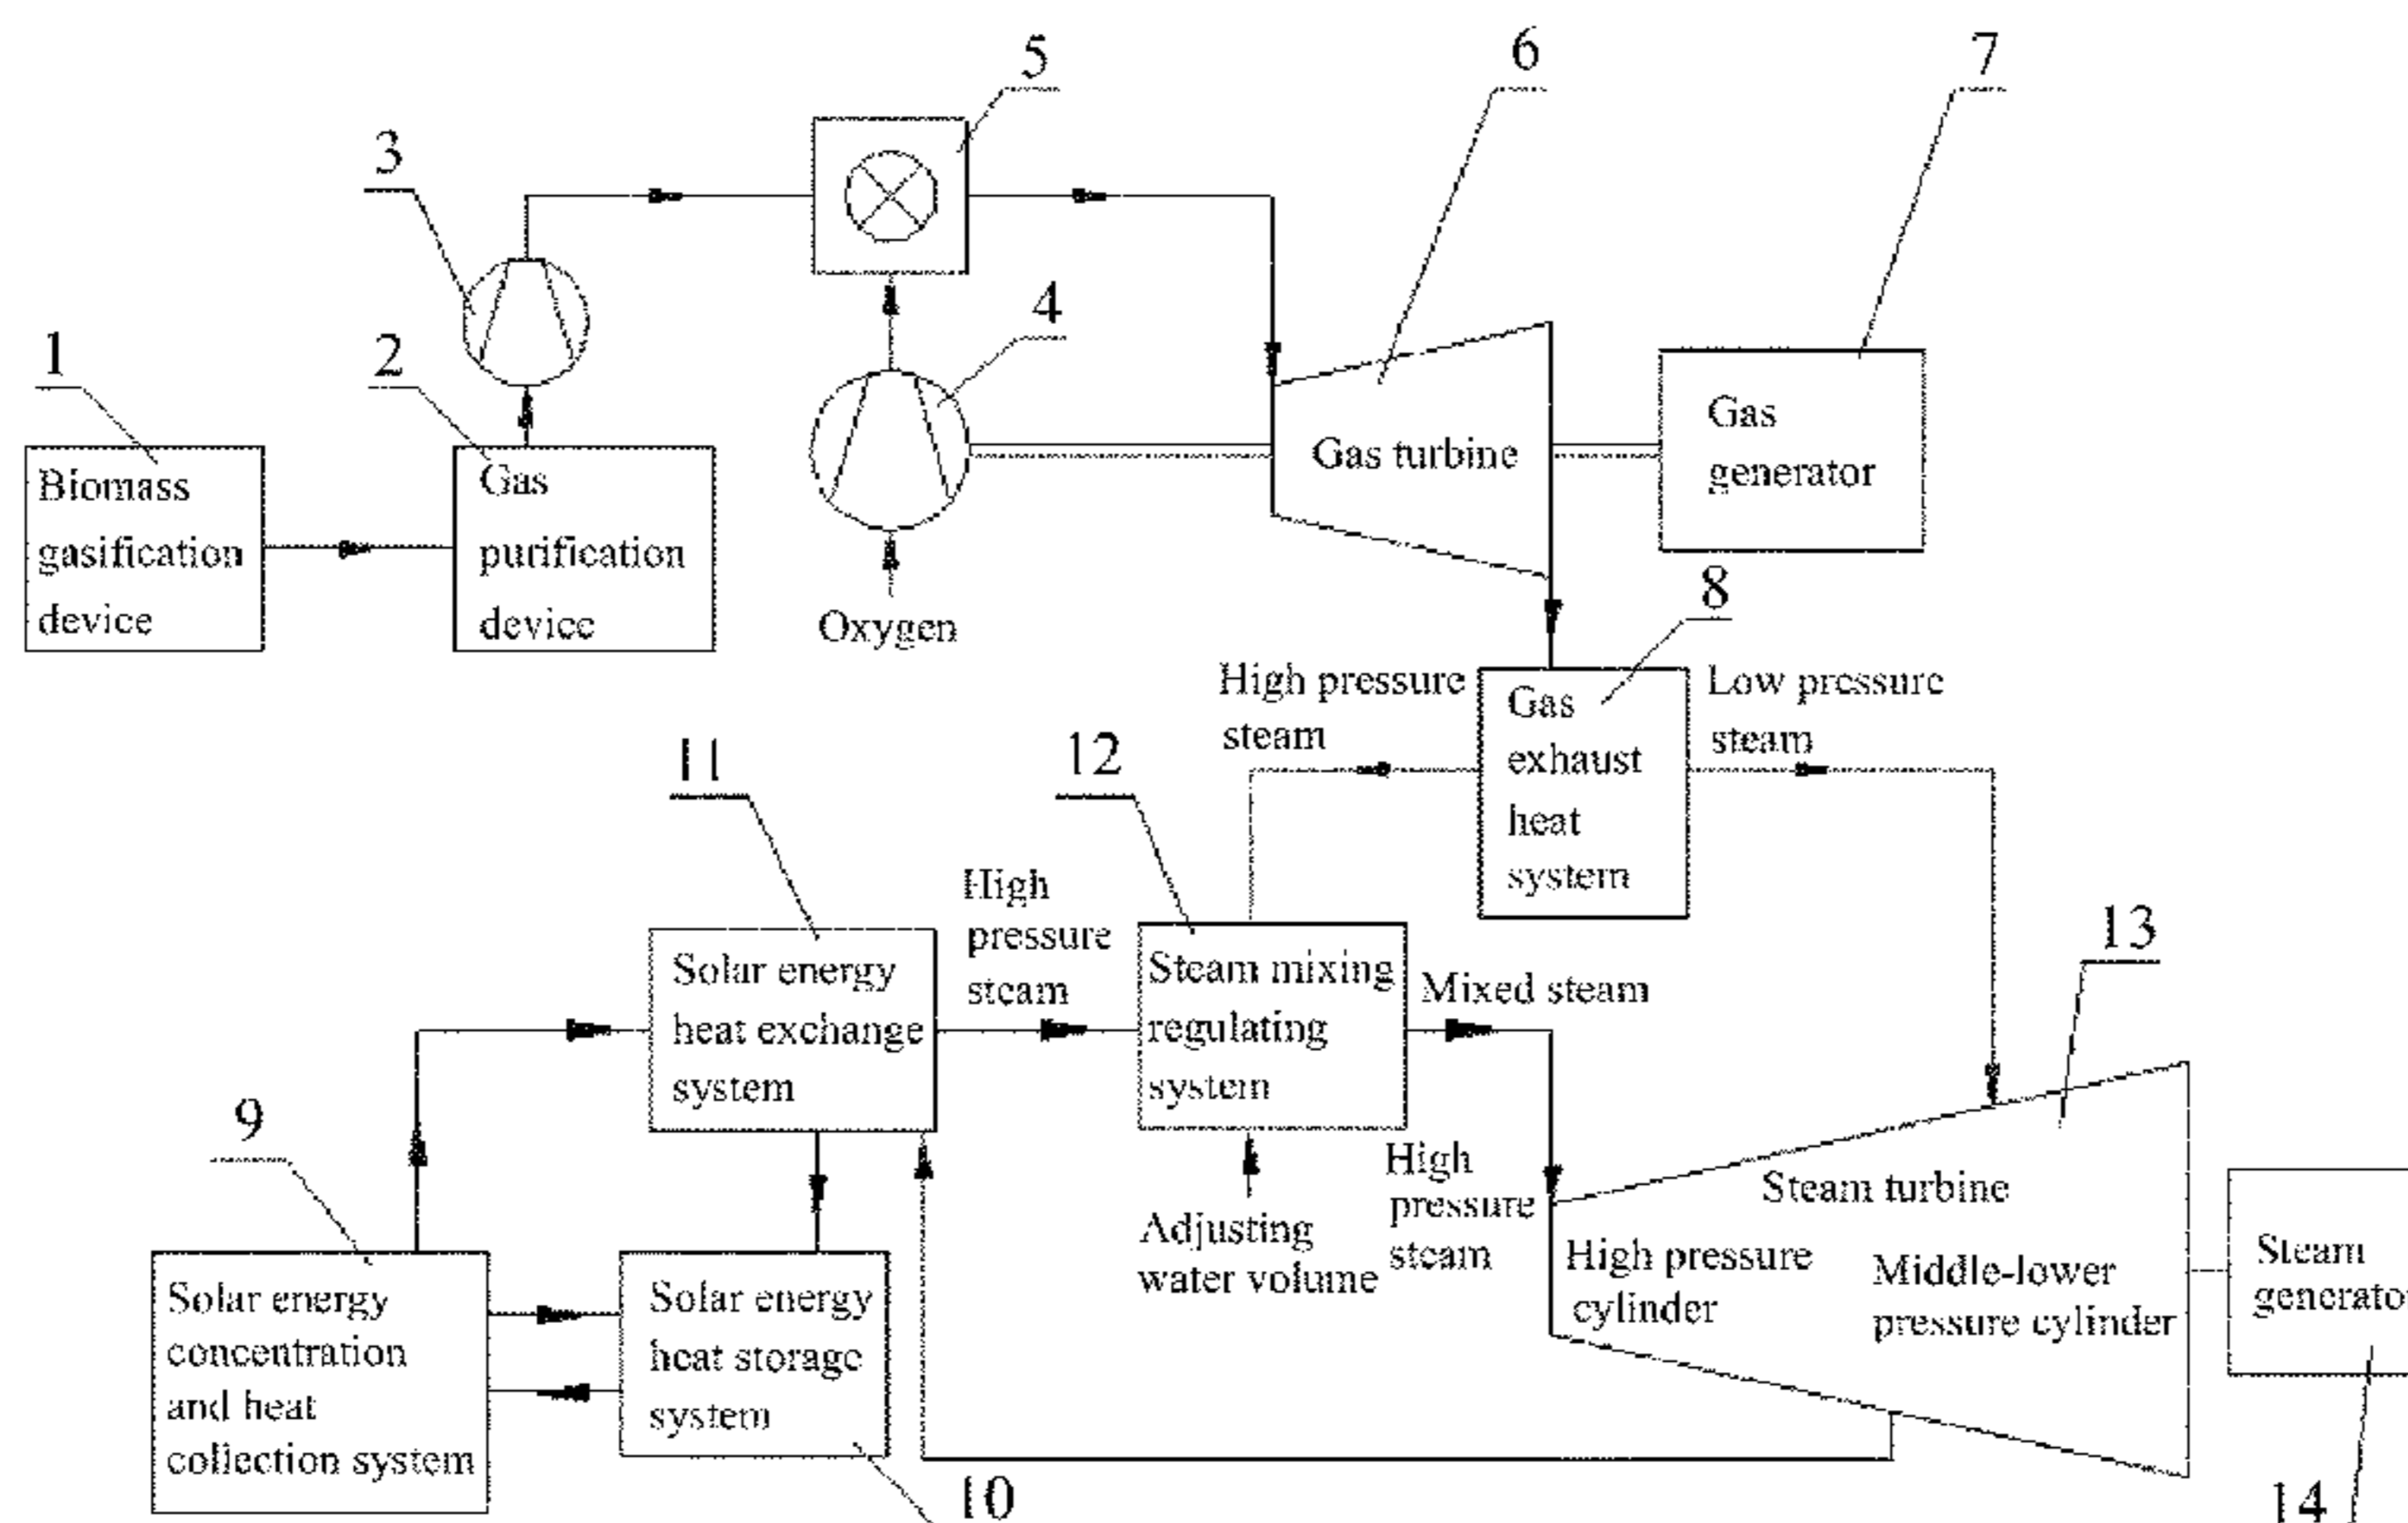 5
6
7
3
4
1
2
Biomass
gasification
device
Gas
purification
device
Oxygen
Gas turbine
Gas
generator
8
High pressure
steam
Gas
exhaust
heat
system
Low pressure
steam
11
12
13
Solar energy
heat exchange
system
High
pressure
steam
Steam mixing
regulating
system
Mixed steam
9
Adjusting
water volume
High
pressure
steam
Steam turbine
High pressure
cylinder
Middle-lower
pressure cylinder
Steam
generator
Solar energy
concentration
and heat
collection system
Solar energy
heat storage
system
10
14